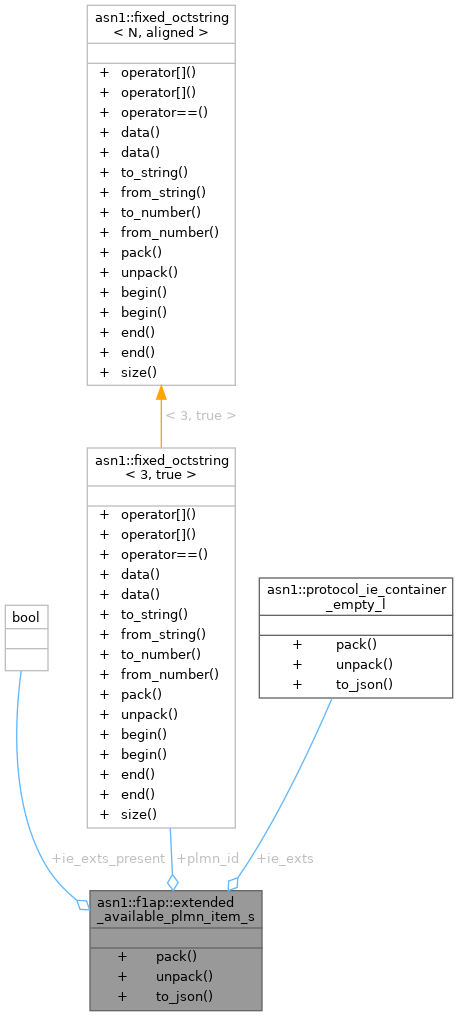 asn1::fixed_octstring
< N, aligned >
+ operator[]()
+ operator[]()
+ operator==()
+ data()
+ data()
+ to_string()
+ from_string()
+ to_number()
+ from_number()
+ pack()
+ unpack()
+ begin()
+ begin()
+ end()
+ end()
+ size()
< 3, true >
asn1::fixed_octstring
< 3, true >
+ operator[]()
+ operator[]()
+ operator==()
+ data()
+ data()
+ to_string()
+ from_string()
+ to_number()
+ from_number()
+ pack()
+ unpack()
+ begin()
+ begin()
+ end()
+ end()
+ size()
bool
asn1::protocol_ie_container
_empty_l
+ pack()
+ unpack()
+ to_json()
+ie_exts_present
+plmn_id
+ie_exts
asn1::f1ap::extended
_available_plmn_item_s
+ pack()
+ unpack()
+ to_json()